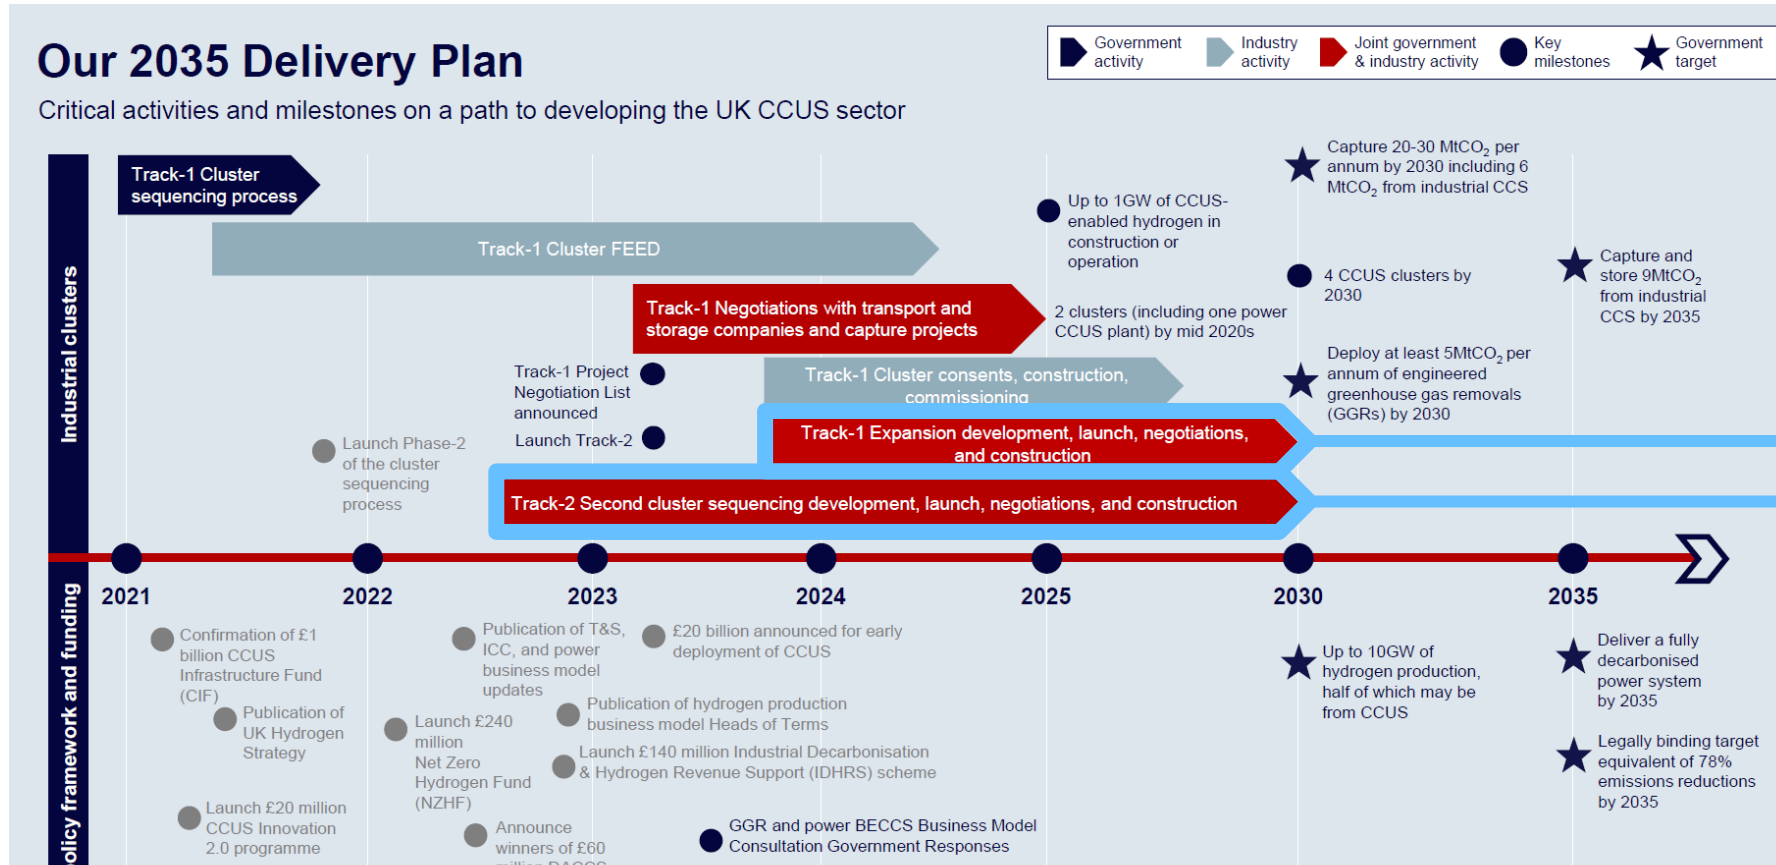 Our 2035 Delivery Plan
Critical activities and milestones on a path to developing the UK CCUS sector
Government
activity
Industry
activity
Joint government
& industry activity
Key
milestones
Government
target
Industrial clusters
Track-1 Cluster
sequencing process
Track-1 Cluster FEED
Track-1 Negotiations with transport and
storage companies and capture projects
Track-1 Project
Negotiation List
announced
Launch Track-2
Track-1 Cluster consents, construction,
commissioning
Launch Phase-2
of the cluster
sequencing
process
Track-1 Expansion development, launch, negotiations,
and construction
Track-2 Second cluster sequencing development, launch, negotiations, and construction
Up to 1GW of CCUS-
enabled hydrogen in
construction or
operation
2 clusters (including one power
CCUS plant) by mid 2020s
Capture 20-30 MtCO2 per
annum by 2030 including 6
MtCO2 from industrial CCS
4 CCUS clusters by
2030
Deploy at least 5MtCO2 per
annum of engineered
greenhouse gas removals
(GGRs) by 2030
Capture and
store 9MtCO2
from industrial
CCS by 2035
2021
2022
2023
2024
2025
2030
2035
policy framework and funding
Confirmation of £1
billion CCUS
Infrastructure Fund
(CIF)
Publication of
UK Hydrogen
Strategy
Launch £20 million
CCUS Innovation
2.0 programme
Publication of T&S,
ICC, and power
business model
updates
Launch £240
million
Net Zero
Hydrogen Fund
(NZHF)
Announce
winners of £60
million DACCS
£20 billion announced for early
deployment of CCUS
Publication of hydrogen production
business model Heads of Terms
Launch £140 million Industrial Decarbonisation
& Hydrogen Revenue Support (IDHRS) scheme
GGR and power BECCS Business Model
Consultation Government Responses
Up to 10GW of
hydrogen production,
half of which may be
from CCUS
Deliver a fully
decarbonised
power system
by 2035
Legally binding target
equivalent of 78%
emissions reductions
by 2035